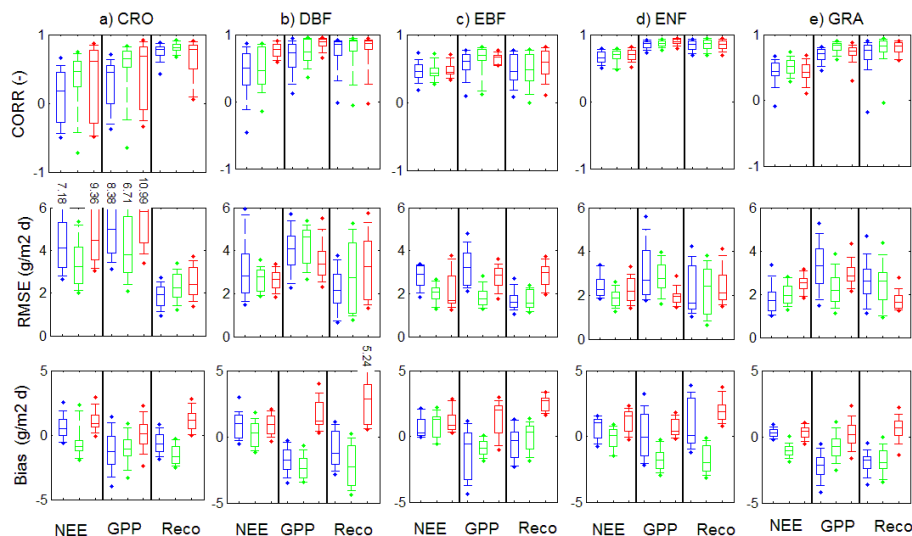 a) CRO b) DBF c) EBF d) ENF e) GRA
1 1 1 1 1
CORR (-)
0 0 0 0 0
-1 -1 -1 -1 -1
7.18 9.36 8.38 6.71 10.99
6 6 6 6 6
RMSE (g/m2 d)
4 4 4 4 4
2 2 2 2 2
0 0 0 0 0
5 5 5 5 5
5.24
Bias (g/m2 d)
0 0 0 0 0
-5 -5 -5 -5 -5
NEE GPP Reco NEE GPP Reco NEE GPP Reco NEE GPP Reco NEE GPP Reco